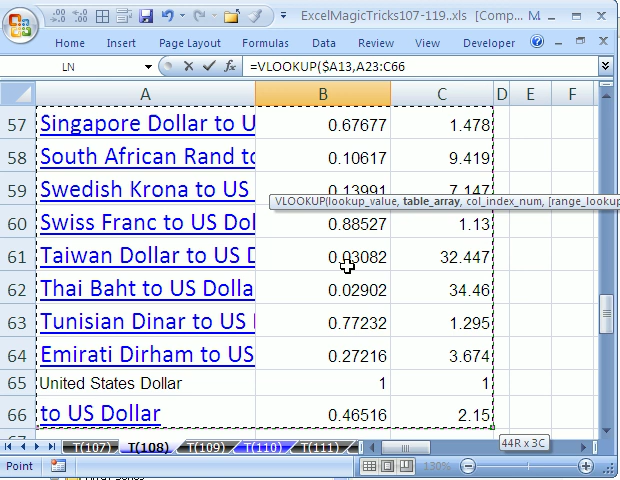 ExcelMagicTricks107-119..xls [Comp... M
Home Insert Page Layout Formulas Data View Developer
LN =VLOOKUP($A13,A23:C66
A B C D E F
57 Singapore Dollar to U 0.67677 1.478
58 South African Rand to 0.10617 9.419
59 Swedish Krona to US 0.13991 7.147
VLOOKUP(lookup_value, table_array, col_index_num, [range_lookup
60 Swiss Franc to US Dol 0.88527 1.13
61 Taiwan Dollar to US D 0.03082 32.447
62 Thai Baht to US Dolla 0.02902 34.46
63 Tunisian Dinar to US 0.77232 1.295
64 Emirati Dirham to US 0.27216 3.674
65 United States Dollar 1 1
66 to US Dollar 0.46516 2.15
T(107) T(108) T(109) T(110) T(111) 44R x 3C
Point 130%